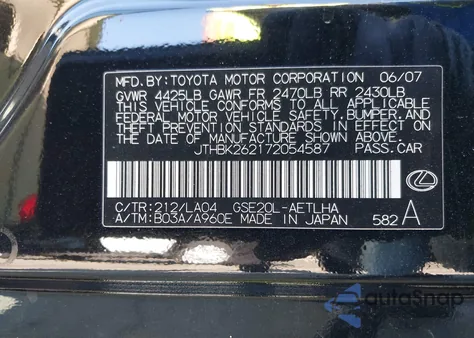 MFD.BY:TOYOTA MOTOR CORPORATION 06/07
GVWR 4425LB GAWR FR 2470LB RR 2430LB
THIS VEHICLE CONFORMS TO ALL APPLICABLE
FEDERAL MOTOR VEHICLE SAFETY,BUMPER,AND
THEFT PREVENTION STANDARDS IN EFFECT ON
THE DATE OF MANUFACTURE SHOWN ABOVE.
JTHBK262172054587 PASS.CAR
C/TR:212/LA04 GSE20L-AETLHA
A/TM:B03A/A960E MADE IN JAPAN 582 A
autosnap